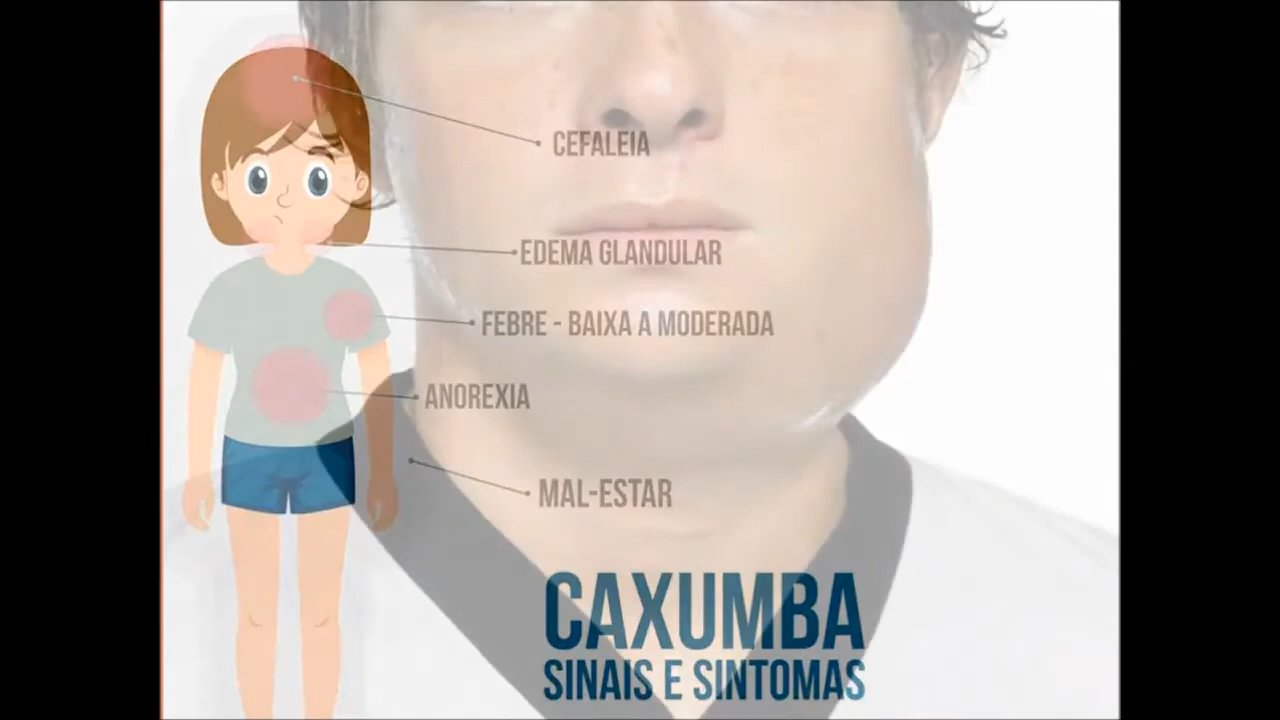 CEFALEIA
EDEMA GLANDULAR
FEBRE - BAIXA A MODERADA
ANOREXIA
MAL-ESTAR
CAXUMBA
SINAIS E SINTOMAS